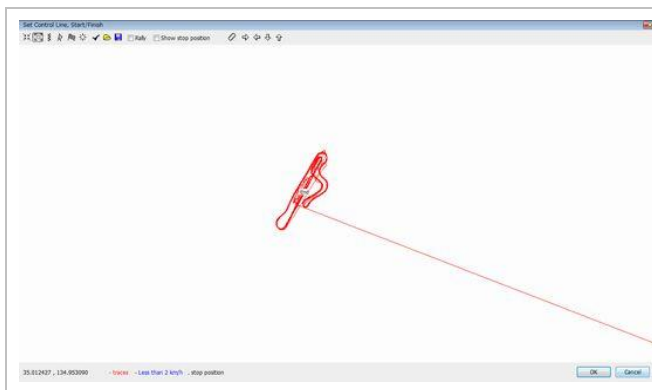 Set Control Line, Start/Finish
Rally Show stop position
35.012427 , 134.953090 - traces - Less than 2 km/h . stop position OK Cancel